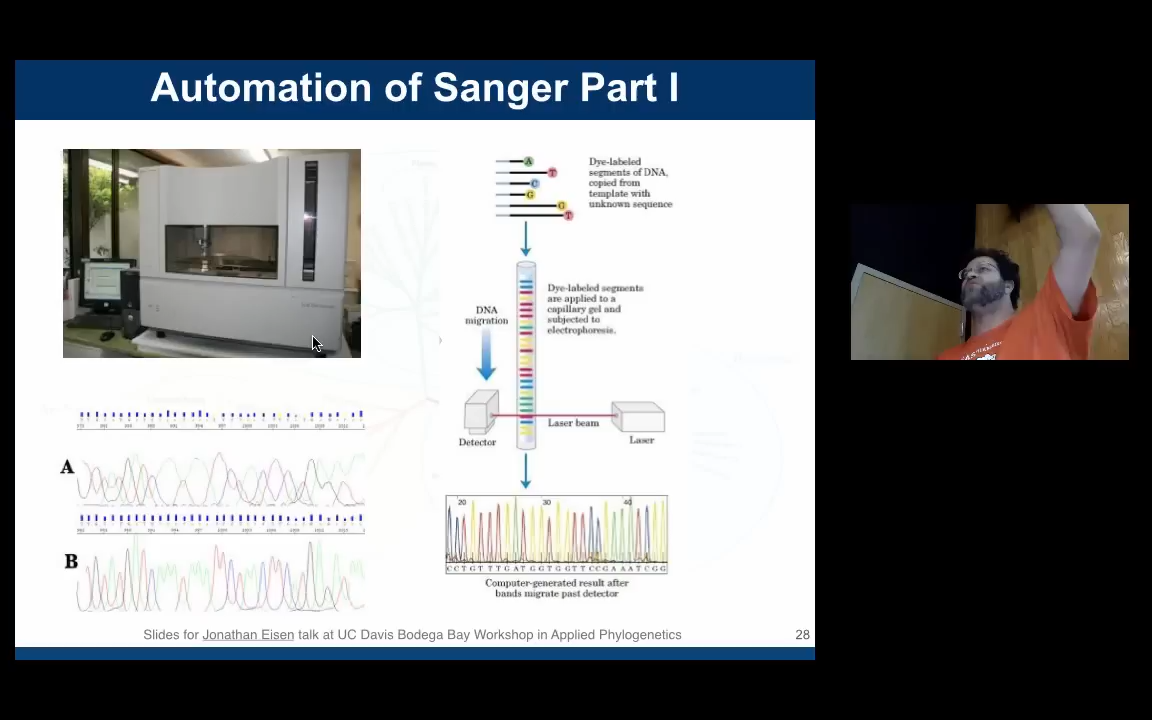 Automation of Sanger Part I
A
T
C
G
G
T
Dye-labeled
segments of DNA,
copied from
template with
unknown sequence
Dye-labeled segments
are applied to a
capillary gel and
subjected to
electrophoresis.
DNA
migration
Detector
Laser beam
Laser
20 30 40
CCTGTTTGATGGTGGTTCCGAAATCGG
Computer-generated result after
bands migrate past detector
A
B
Slides for Jonathan Eisen talk at UC Davis Bodega Bay Workshop in Applied Phylogenetics
28